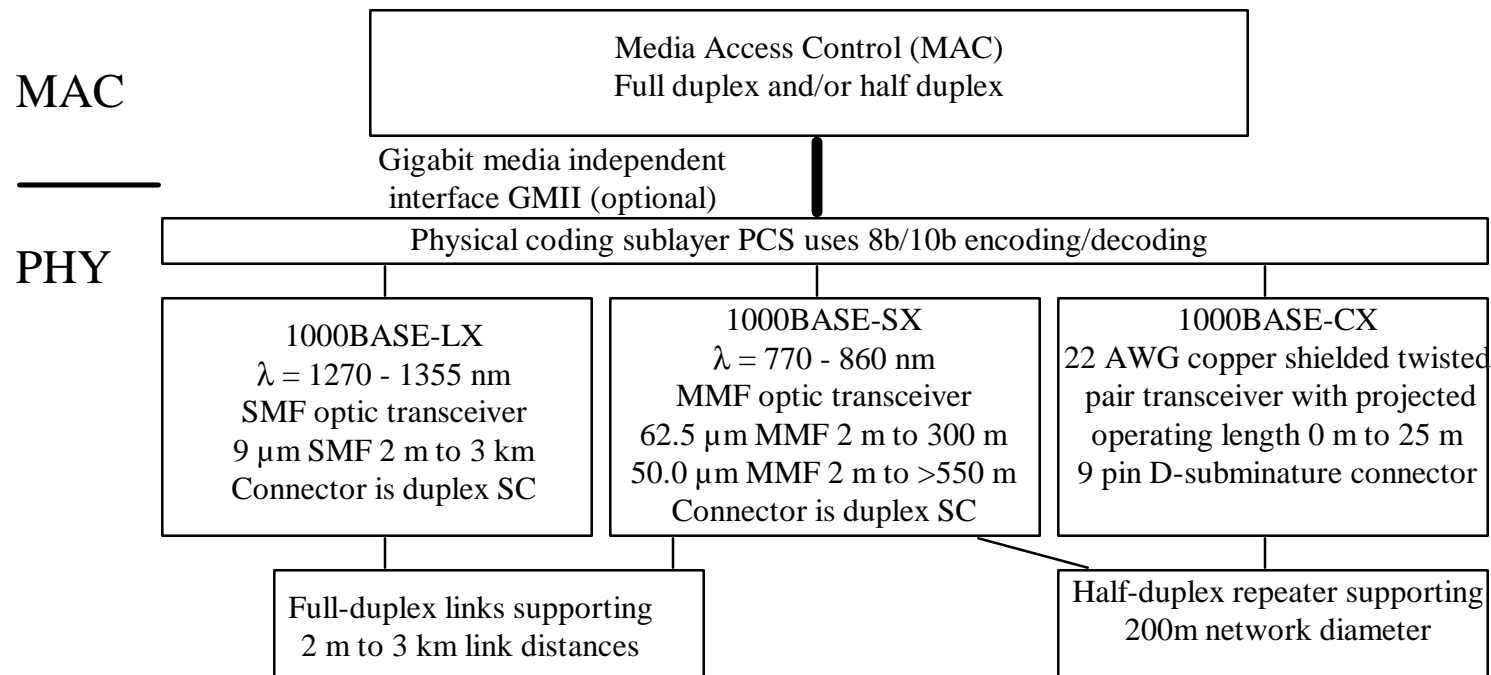 MAC
Media Access Control (MAC)
Full duplex and/or half duplex
Gigabit media independent
interface GMII (optional)
PHY
Physical coding sublayer PCS uses 8b/10b encoding/decoding
1000BASE-LX
λ = 1270 - 1355 nm
SMF optic transceiver
9 µm SMF 2 m to 3 km
Connector is duplex SC
1000BASE-SX
λ = 770 - 860 nm
MMF optic transceiver
62.5 µm MMF 2 m to 300 m
50.0 µm MMF 2 m to >550 m
Connector is duplex SC
1000BASE-CX
22 AWG copper shielded twisted
pair transceiver with projected
operating length 0 m to 25 m
9 pin D-subminature connector
Full-duplex links supporting
2 m to 3 km link distances
Half-duplex repeater supporting
200m network diameter